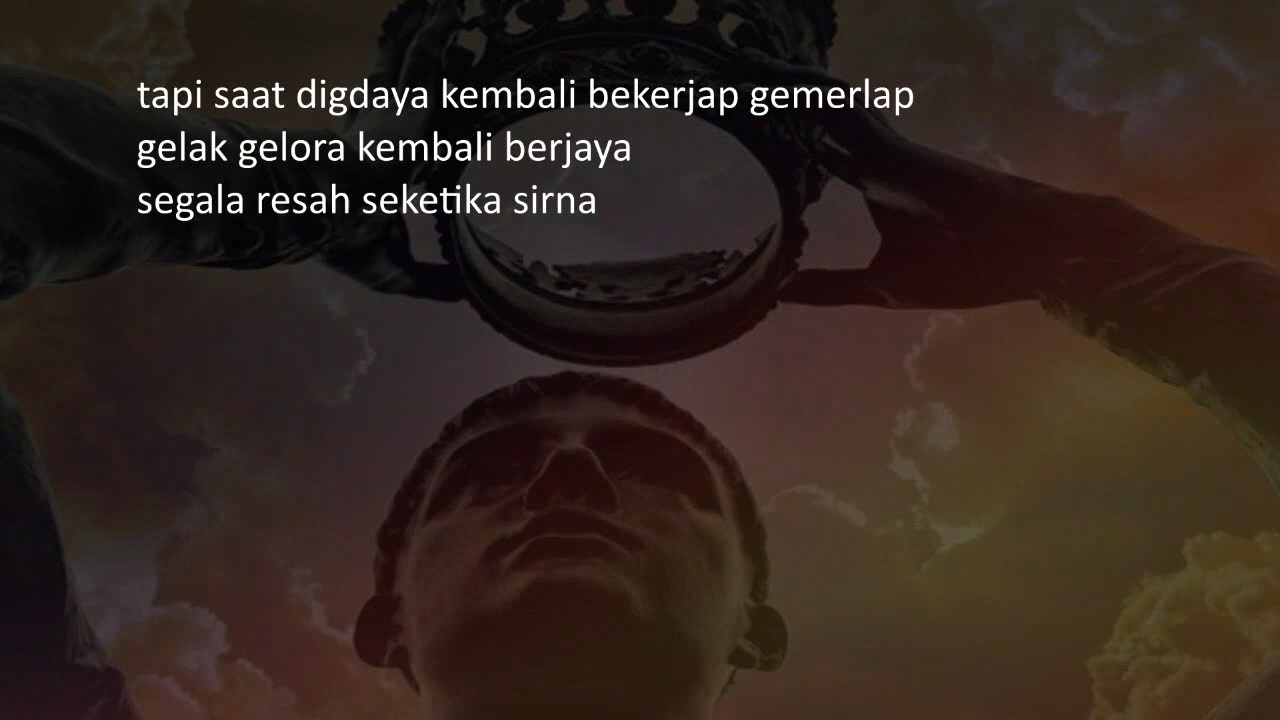 tapi saat digdaya kembali bekerjap gemerlap
gelak gelora kembali berjaya
segala resah seketika sirna